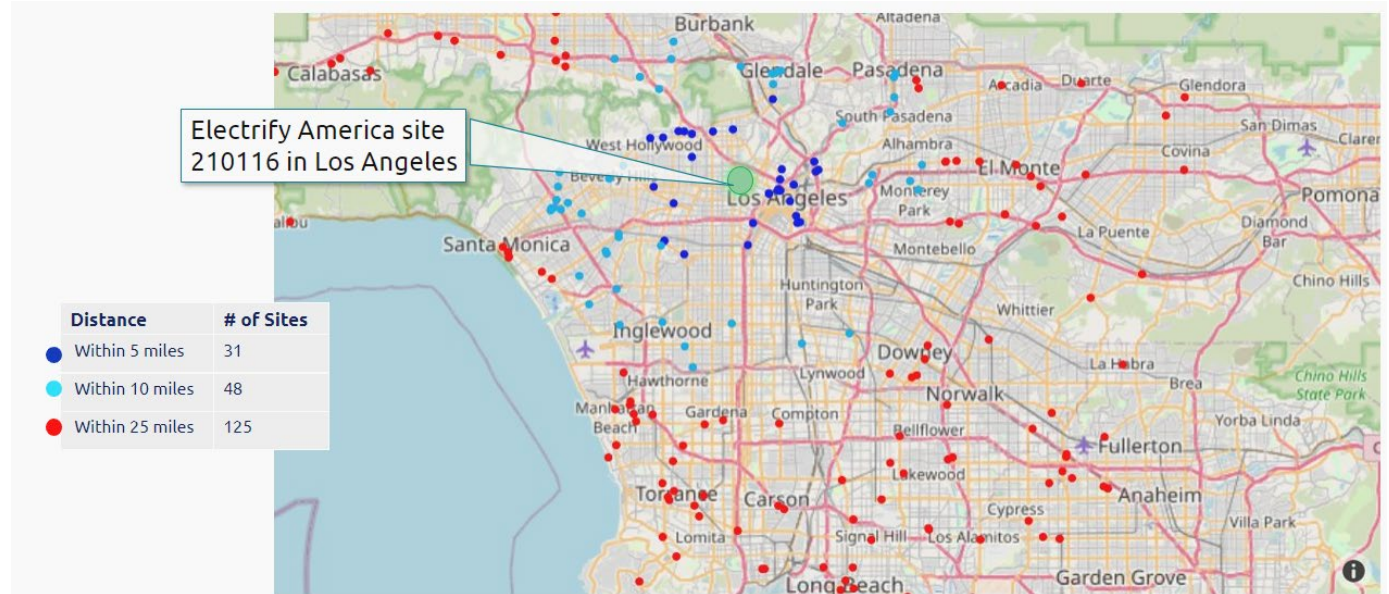 Burbank
Altadena
Calabasas
Glendale
Pasadena
Arcadia
Duarte
Glendora
Electrify America site
210116 in Los Angeles
South Pasadena
San Dimas
West Hollywood
Alhambra
Covina
Clarem
El Monte
Beverly Hills
Los Angeles
Monterey
Park
Pomona
alibu
La Puente
Diamond
Bar
Santa Monica
Montebello
Chino Hills
Huntington
Park
Whittier
Distance # of Sites
Within 5 miles 31
Within 10 miles 48
Within 25 miles 125
Inglewood
Downey
La Habra
Brea
Chino Hills
State Park
Hawthorne
Lynwood
Norwalk
Manhattan
Beach
Gardena
Compton
Yorba Linda
Bellflower
Fullerton
Lakewood
Torrance
Carson
Anaheim
Cypress
Villa Park
Lomita
Signal Hill
Los Alamitos
Long Beach
Garden Grove